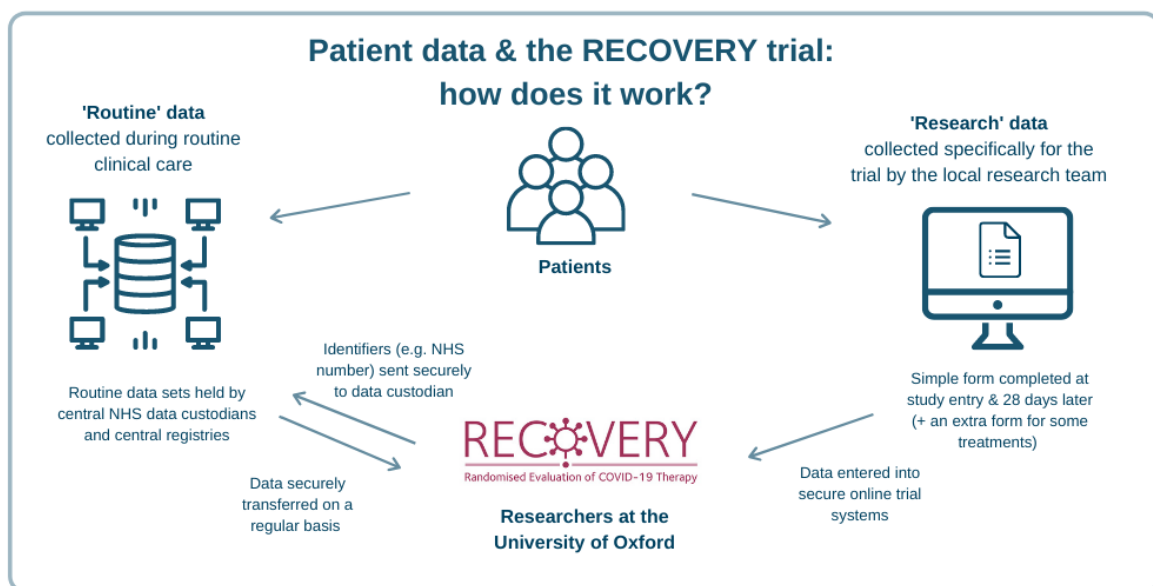 Patient data & the RECOVERY trial:
how does it work?
'Routine' data
collected during routine
clinical care
Patients
'Research' data
collected specifically for the
trial by the local research team
Routine data sets held by
central NHS data custodians
and central registries
Identifiers (e.g. NHS
number) sent securely
to data custodian
Data securely
transferred on a
regular basis
RECOVERY
Randomised Evaluation of COVID-19 Therapy
Researchers at the
University of Oxford
Simple form completed at
study entry & 28 days later
(+ an extra form for some
treatments)
Data entered into
secure online trial
systems